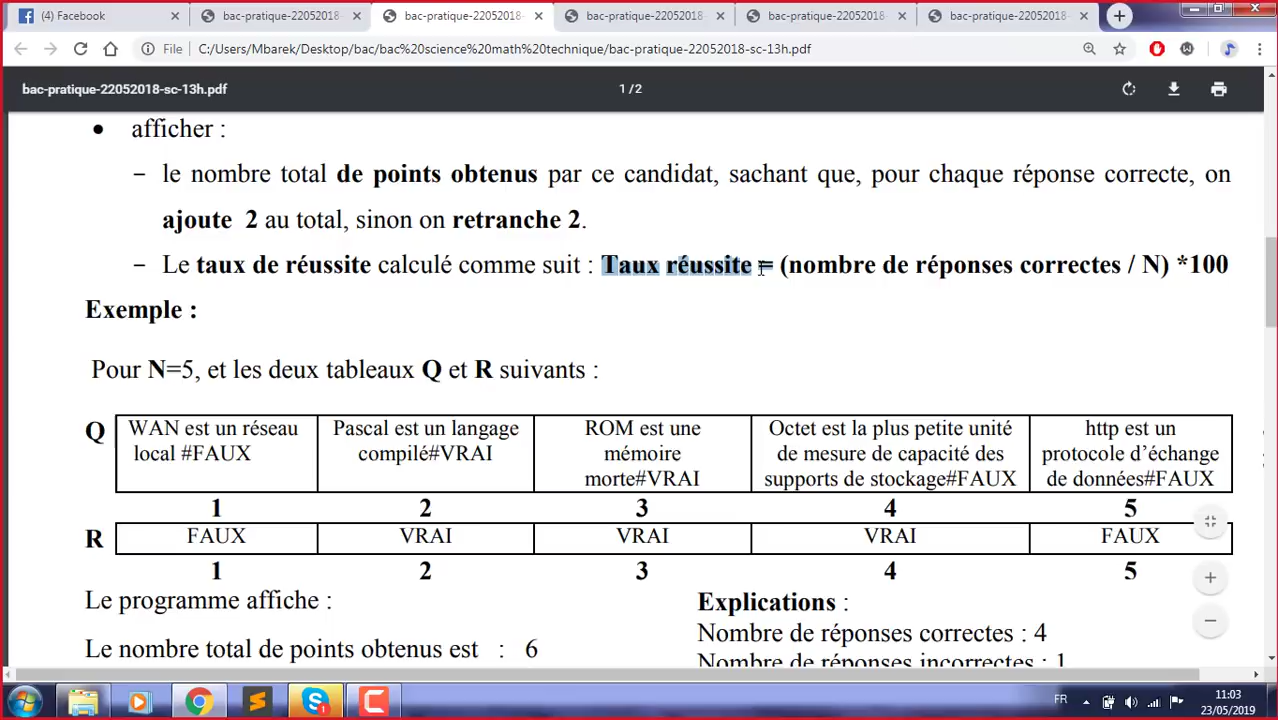 (4) Facebook
bac-pratique-22052018-
bac-pratique-22052018-
bac-pratique-22052018-
bac-pratique-22052018-
bac-pratique-22052018-
File
C:/Users/Mbarek/Desktop/bac/bac%20science%20math%20technique/bac-pratique-22052018-sc-13h.pdf
bac-pratique-22052018-sc-13h.pdf
1 / 2
• afficher :
− le nombre total de points obtenus par ce candidat, sachant que, pour chaque réponse correcte, on
ajoute 2 au total, sinon on retranche 2.
− Le taux de réussite calculé comme suit : Taux réussite = (nombre de réponses correctes / N) *100
Exemple :
Pour N=5, et les deux tableaux Q et R suivants :
Q
WAN est un réseau
local #FAUX
Pascal est un langage
compilé#VRAI
ROM est une
mémoire
morte#VRAI
Octet est la plus petite unité
de mesure de capacité des
supports de stockage#FAUX
http est un
protocole d'échange
de données#FAUX
1 2 3 4 5
R FAUX VRAI VRAI VRAI FAUX
1 2 3 4 5
Le programme affiche :
Le nombre total de points obtenus est : 6
Explications :
Nombre de réponses correctes : 4
Nombre de réponses incorrectes : 1
FR
11:03
23/05/2019